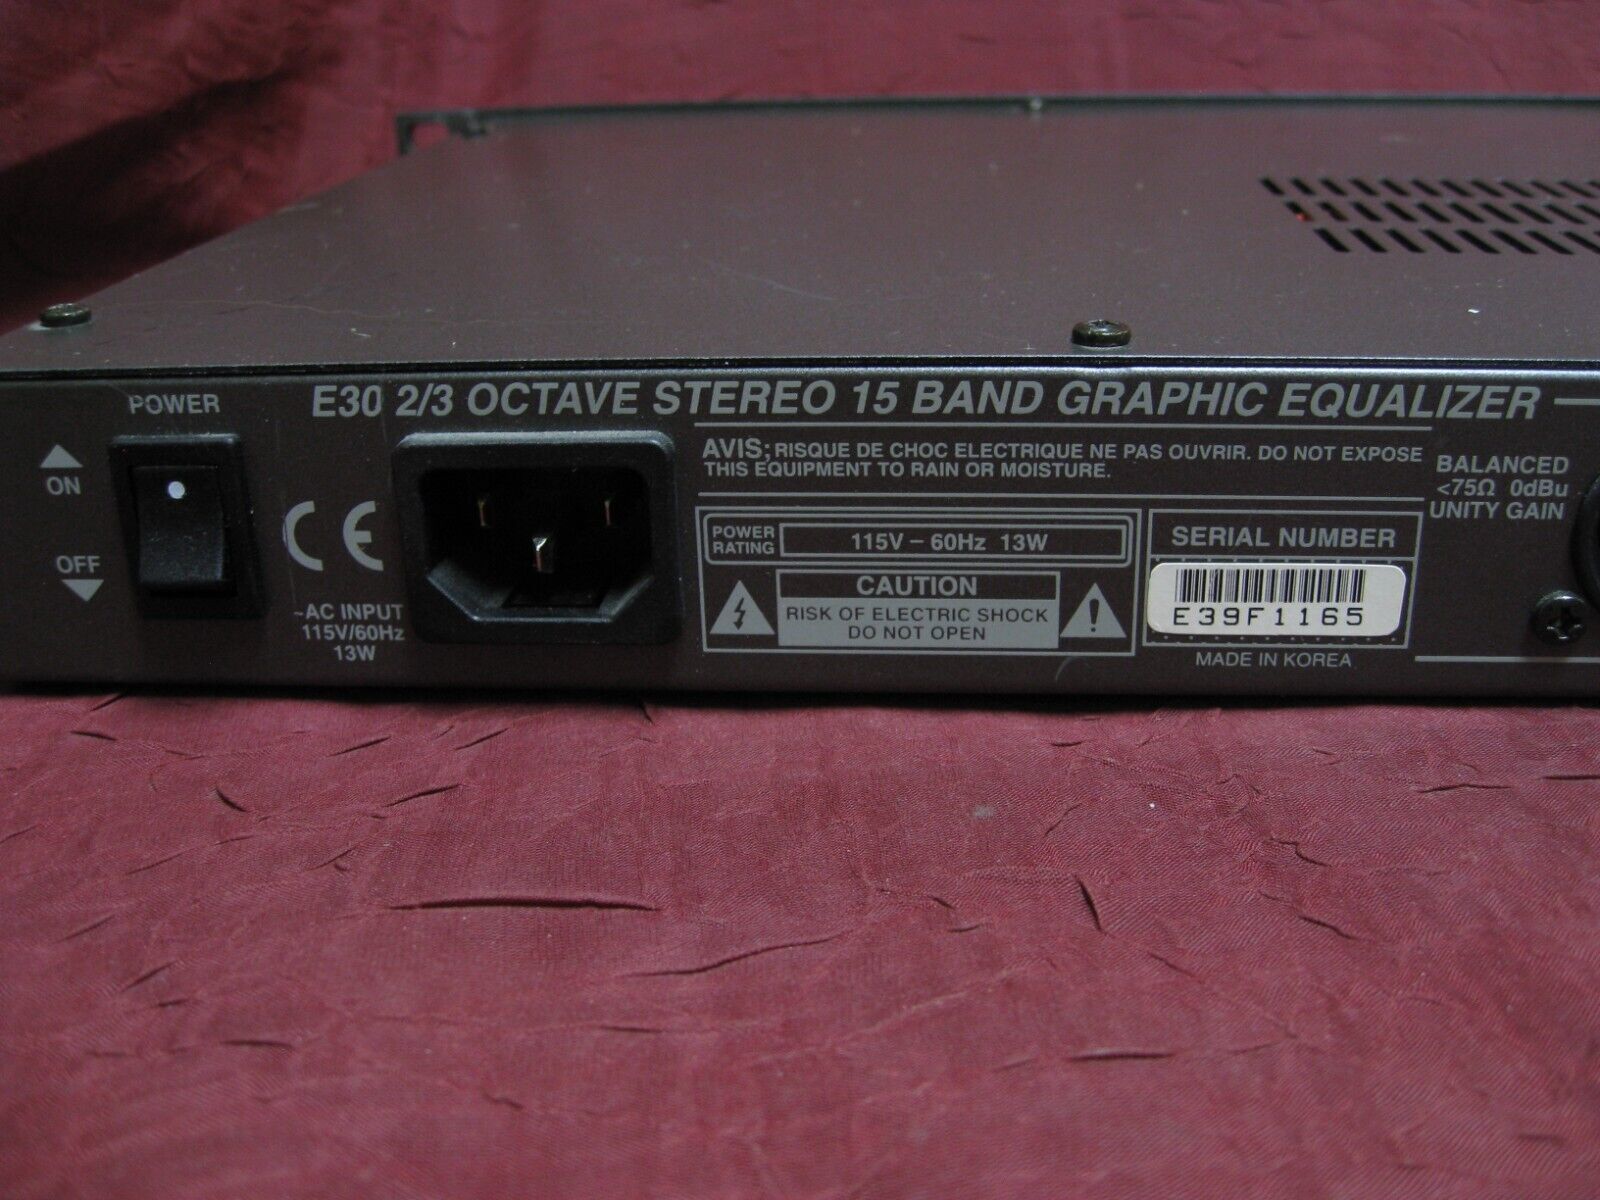 E30 2/3 OCTAVE STEREO 15 BAND GRAPHIC EQUALIZER
POWER
ON
OFF
CE
~AC INPUT
115V/60Hz
13W
AVIS; RISQUE DE CHOC ELECTRIQUE NE PAS OUVRIR. DO NOT EXPOSE
THIS EQUIPMENT TO RAIN OR MOISTURE.
POWER
RATING
115V – 60Hz 13W
CAUTION
RISK OF ELECTRIC SHOCK
DO NOT OPEN
SERIAL NUMBER
E39F1165
MADE IN KOREA
BALANCED
<75Ω 0dBu
UNITY GAIN